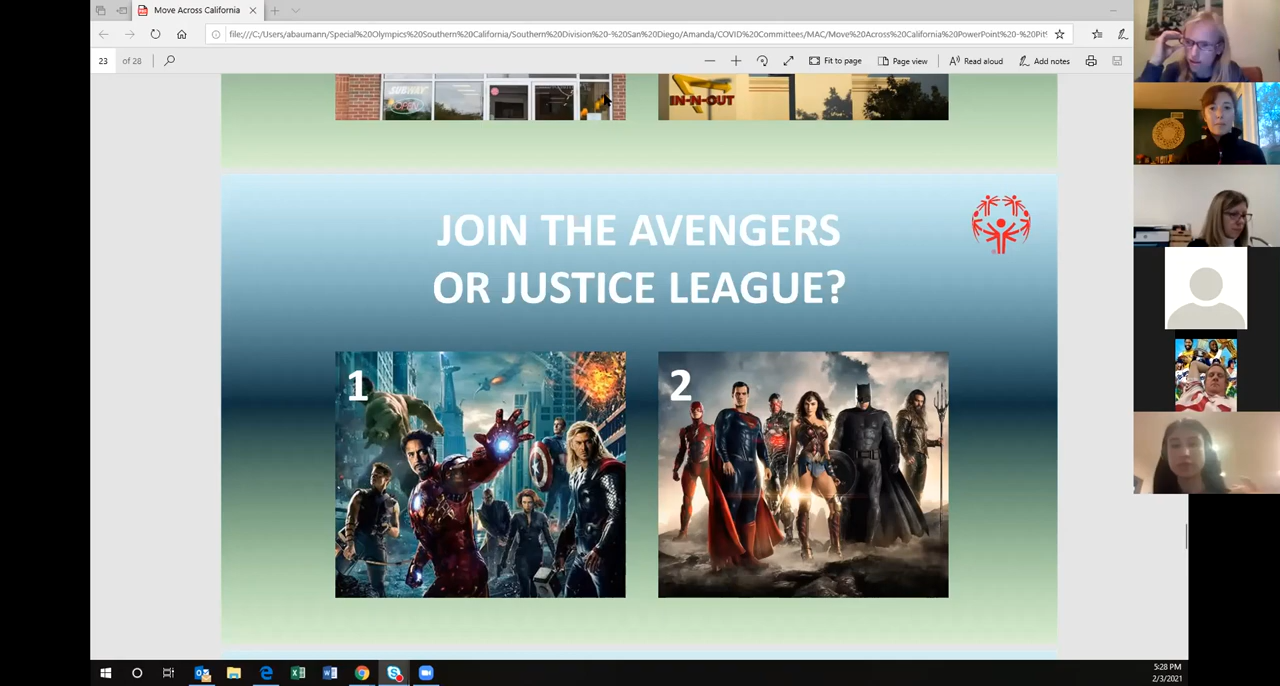 Move Across California
file:///C:/Users/abaumann/Special%20Olympics%20Southern%20California/Southern%20Division%20-%20San%20Diego/Amanda/COVID%20Committees/MAC/Move%20Across%20California%20PowerPoint%20-%20Pit
23 of 28
Fit to page
Page view
Read aloud
Add notes
SUBWAY
OPEN
IN-N-OUT
JOIN THE AVENGERS
OR JUSTICE LEAGUE?
1
2
5:28 PM
2/3/2021